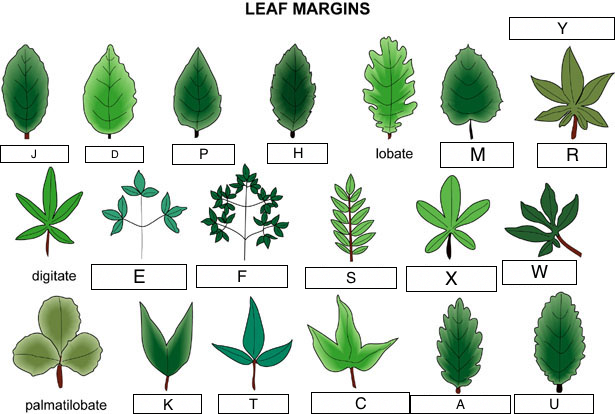 LEAF MARGINS
Y
J
D
P
H
lobate
M
R
digitate
E
F
S
X
W
palmatilobate
K
T
C
A
U